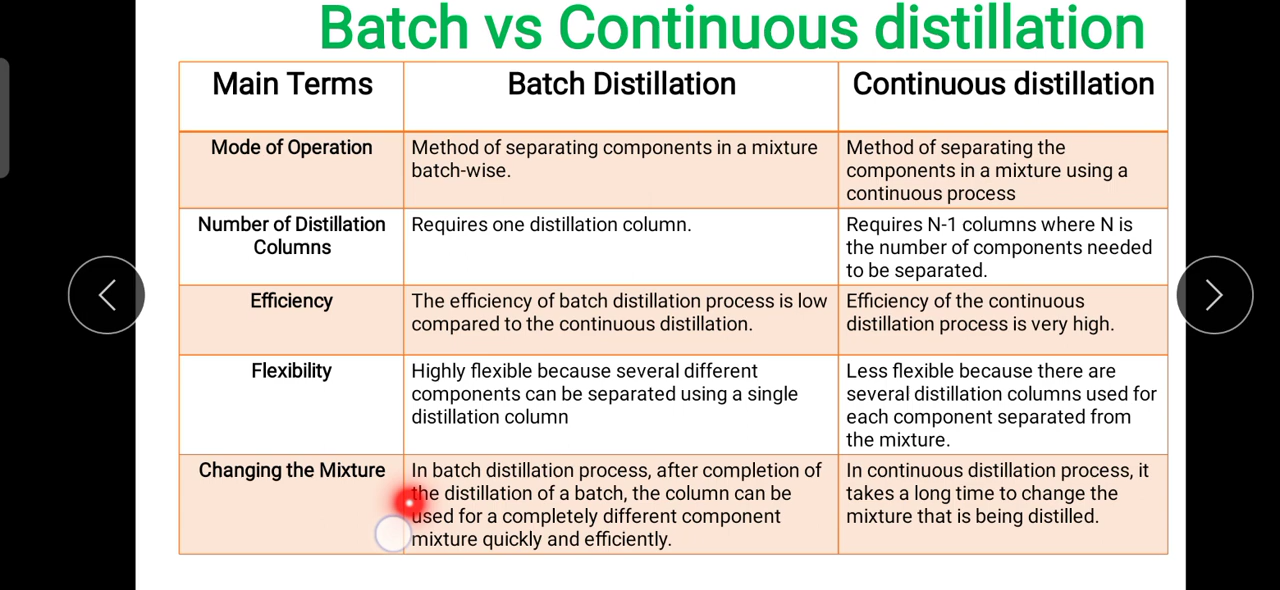 Batch vs Continuous distillation
Main Terms
Batch Distillation
Continuous distillation
Mode of Operation
Method of separating components in a mixture
batch-wise.
Method of separating the
components in a mixture using a
continuous process
Number of Distillation
Columns
Requires one distillation column.
Requires N-1 columns where N is
the number of components needed
to be separated.
Efficiency
The efficiency of batch distillation process is low
compared to the continuous distillation.
Efficiency of the continuous
distillation process is very high.
Flexibility
Highly flexible because several different
components can be separated using a single
distillation column
Less flexible because there are
several distillation columns used for
each component separated from
the mixture.
Changing the Mixture
In batch distillation process, after completion of
the distillation of a batch, the column can be
used for a completely different component
mixture quickly and efficiently.
In continuous distillation process, it
takes a long time to change the
mixture that is being distilled.